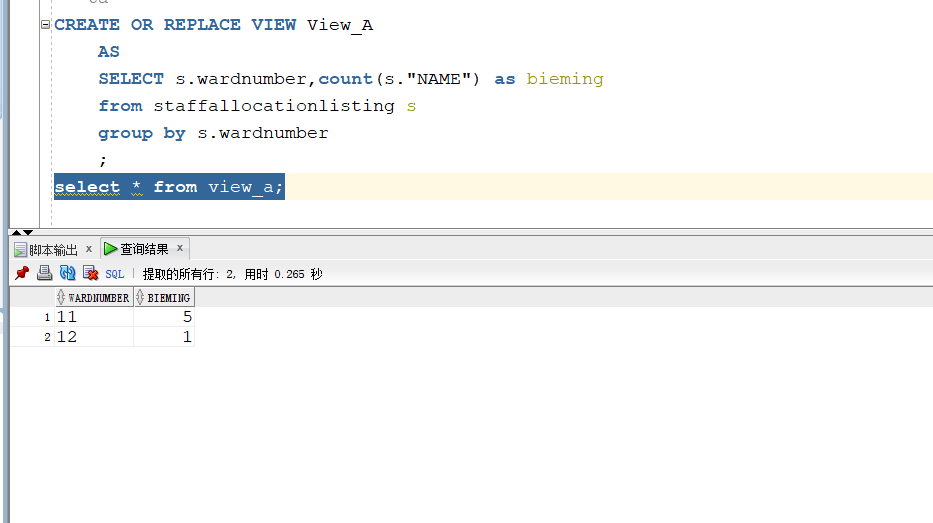 CREATE OR REPLACE VIEW View_A
AS
SELECT s.wardnumber,count(s."NAME") as bieming
from staffallocationlisting s
group by s.wardnumber
;
select * from view_a;
脚本输出 x 查询结果 x
SQL | 提取的所有行: 2, 用时 0.265 秒
WARDNUMBER BIEMING
1 11 5
2 12 1